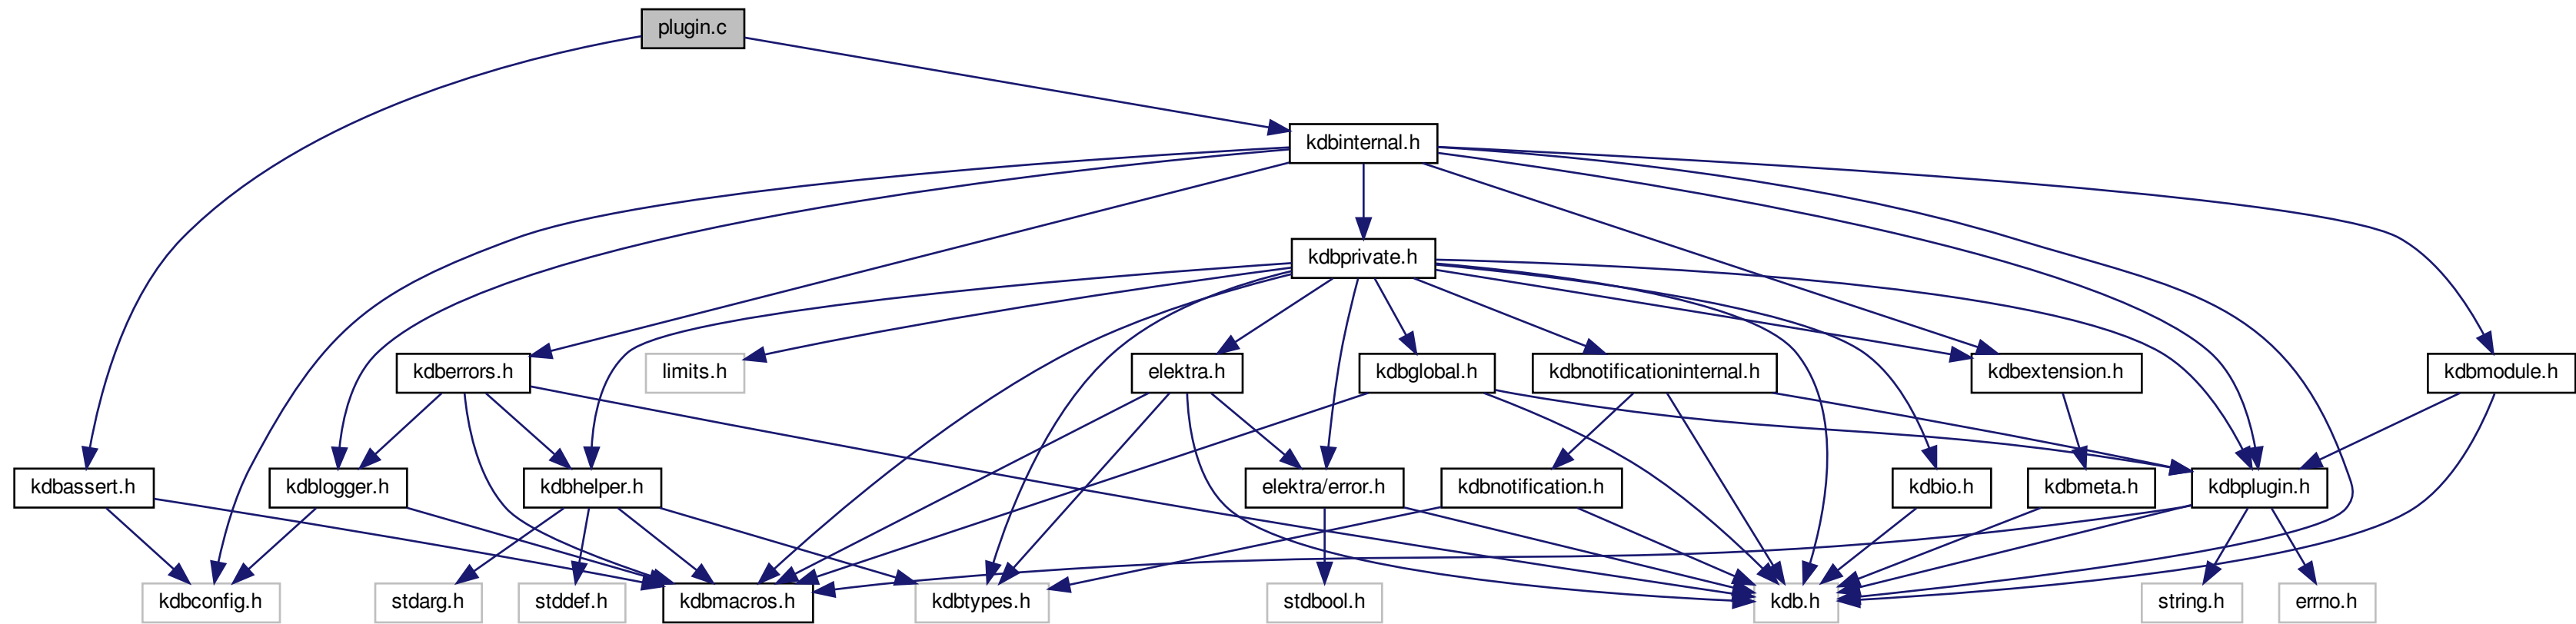 plugin.c
kdbinternal.h
kdbprivate.h
kdberrors.h
limits.h
elektra.h
kdbglobal.h
kdbnotificationinternal.h
kdbextension.h
kdbmodule.h
kdbassert.h
kdblogger.h
kdbhelper.h
elektra/error.h
kdbnotification.h
kdbio.h
kdbmeta.h
kdbplugin.h
kdbconfig.h
stdarg.h
stddef.h
kdbmacros.h
kdbtypes.h
stdbool.h
kdb.h
string.h
errno.h